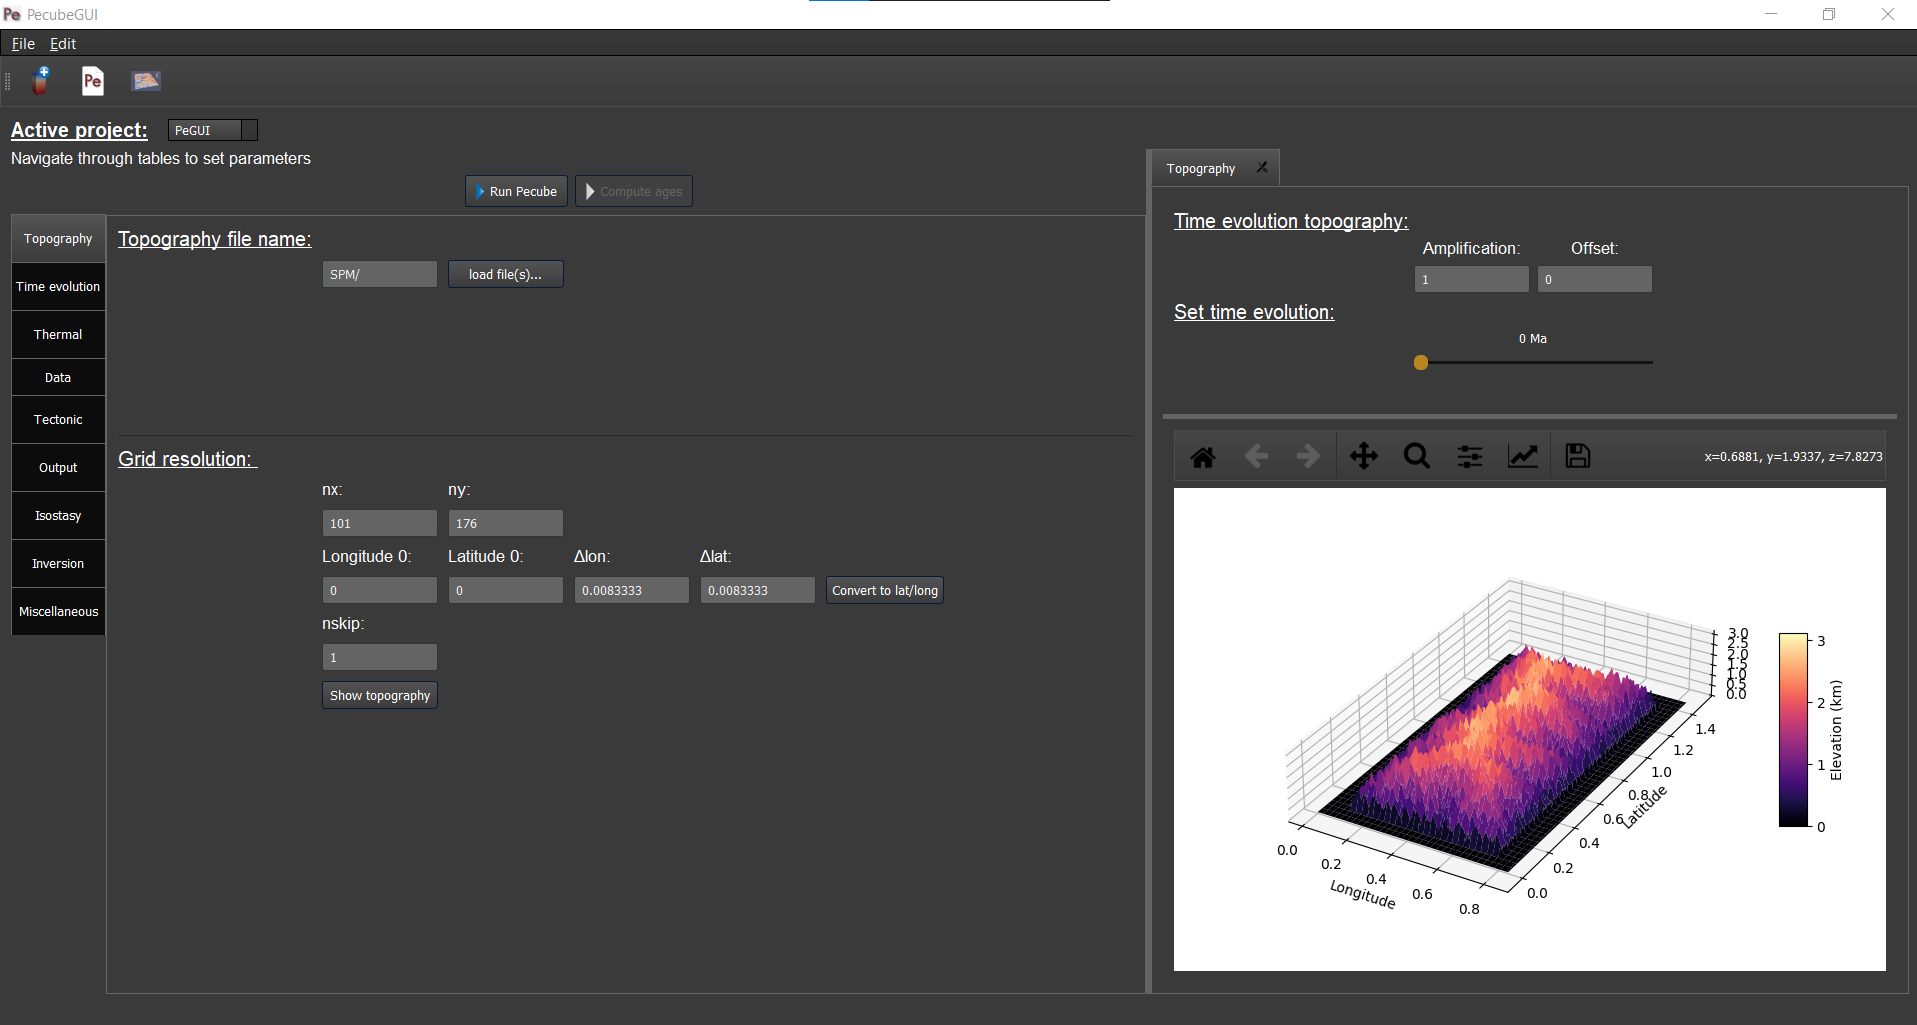 PecubeGUI
File Edit
Pe
Active project: PeGUI
Navigate through tables to set parameters
Run Pecube Compute ages
Topography
Time evolution
Thermal
Data
Tectonic
Output
Isostasy
Inversion
Miscellaneous
Topography file name:
SPM/ load file(s)...
Grid resolution:
nx: ny:
101 176
Longitude 0: Latitude 0: Δlon: Δlat:
0 0 0.0083333 0.0083333 Convert to lat/long
nskip:
1
Show topography
Topography
Time evolution topography:
Amplification: Offset:
1 0
Set time evolution:
0 Ma
x=0.6881, y=1.9337, z=7.8273
3.0
2.5
2.0
1.5
1.0
0.5
0.0
1.4
1.2
1.0
0.8
0.6
0.4
0.2
0.0
Latitude
0.0
0.2
0.4
0.6
0.8
Longitude
3
2
1
0
Elevation (km)